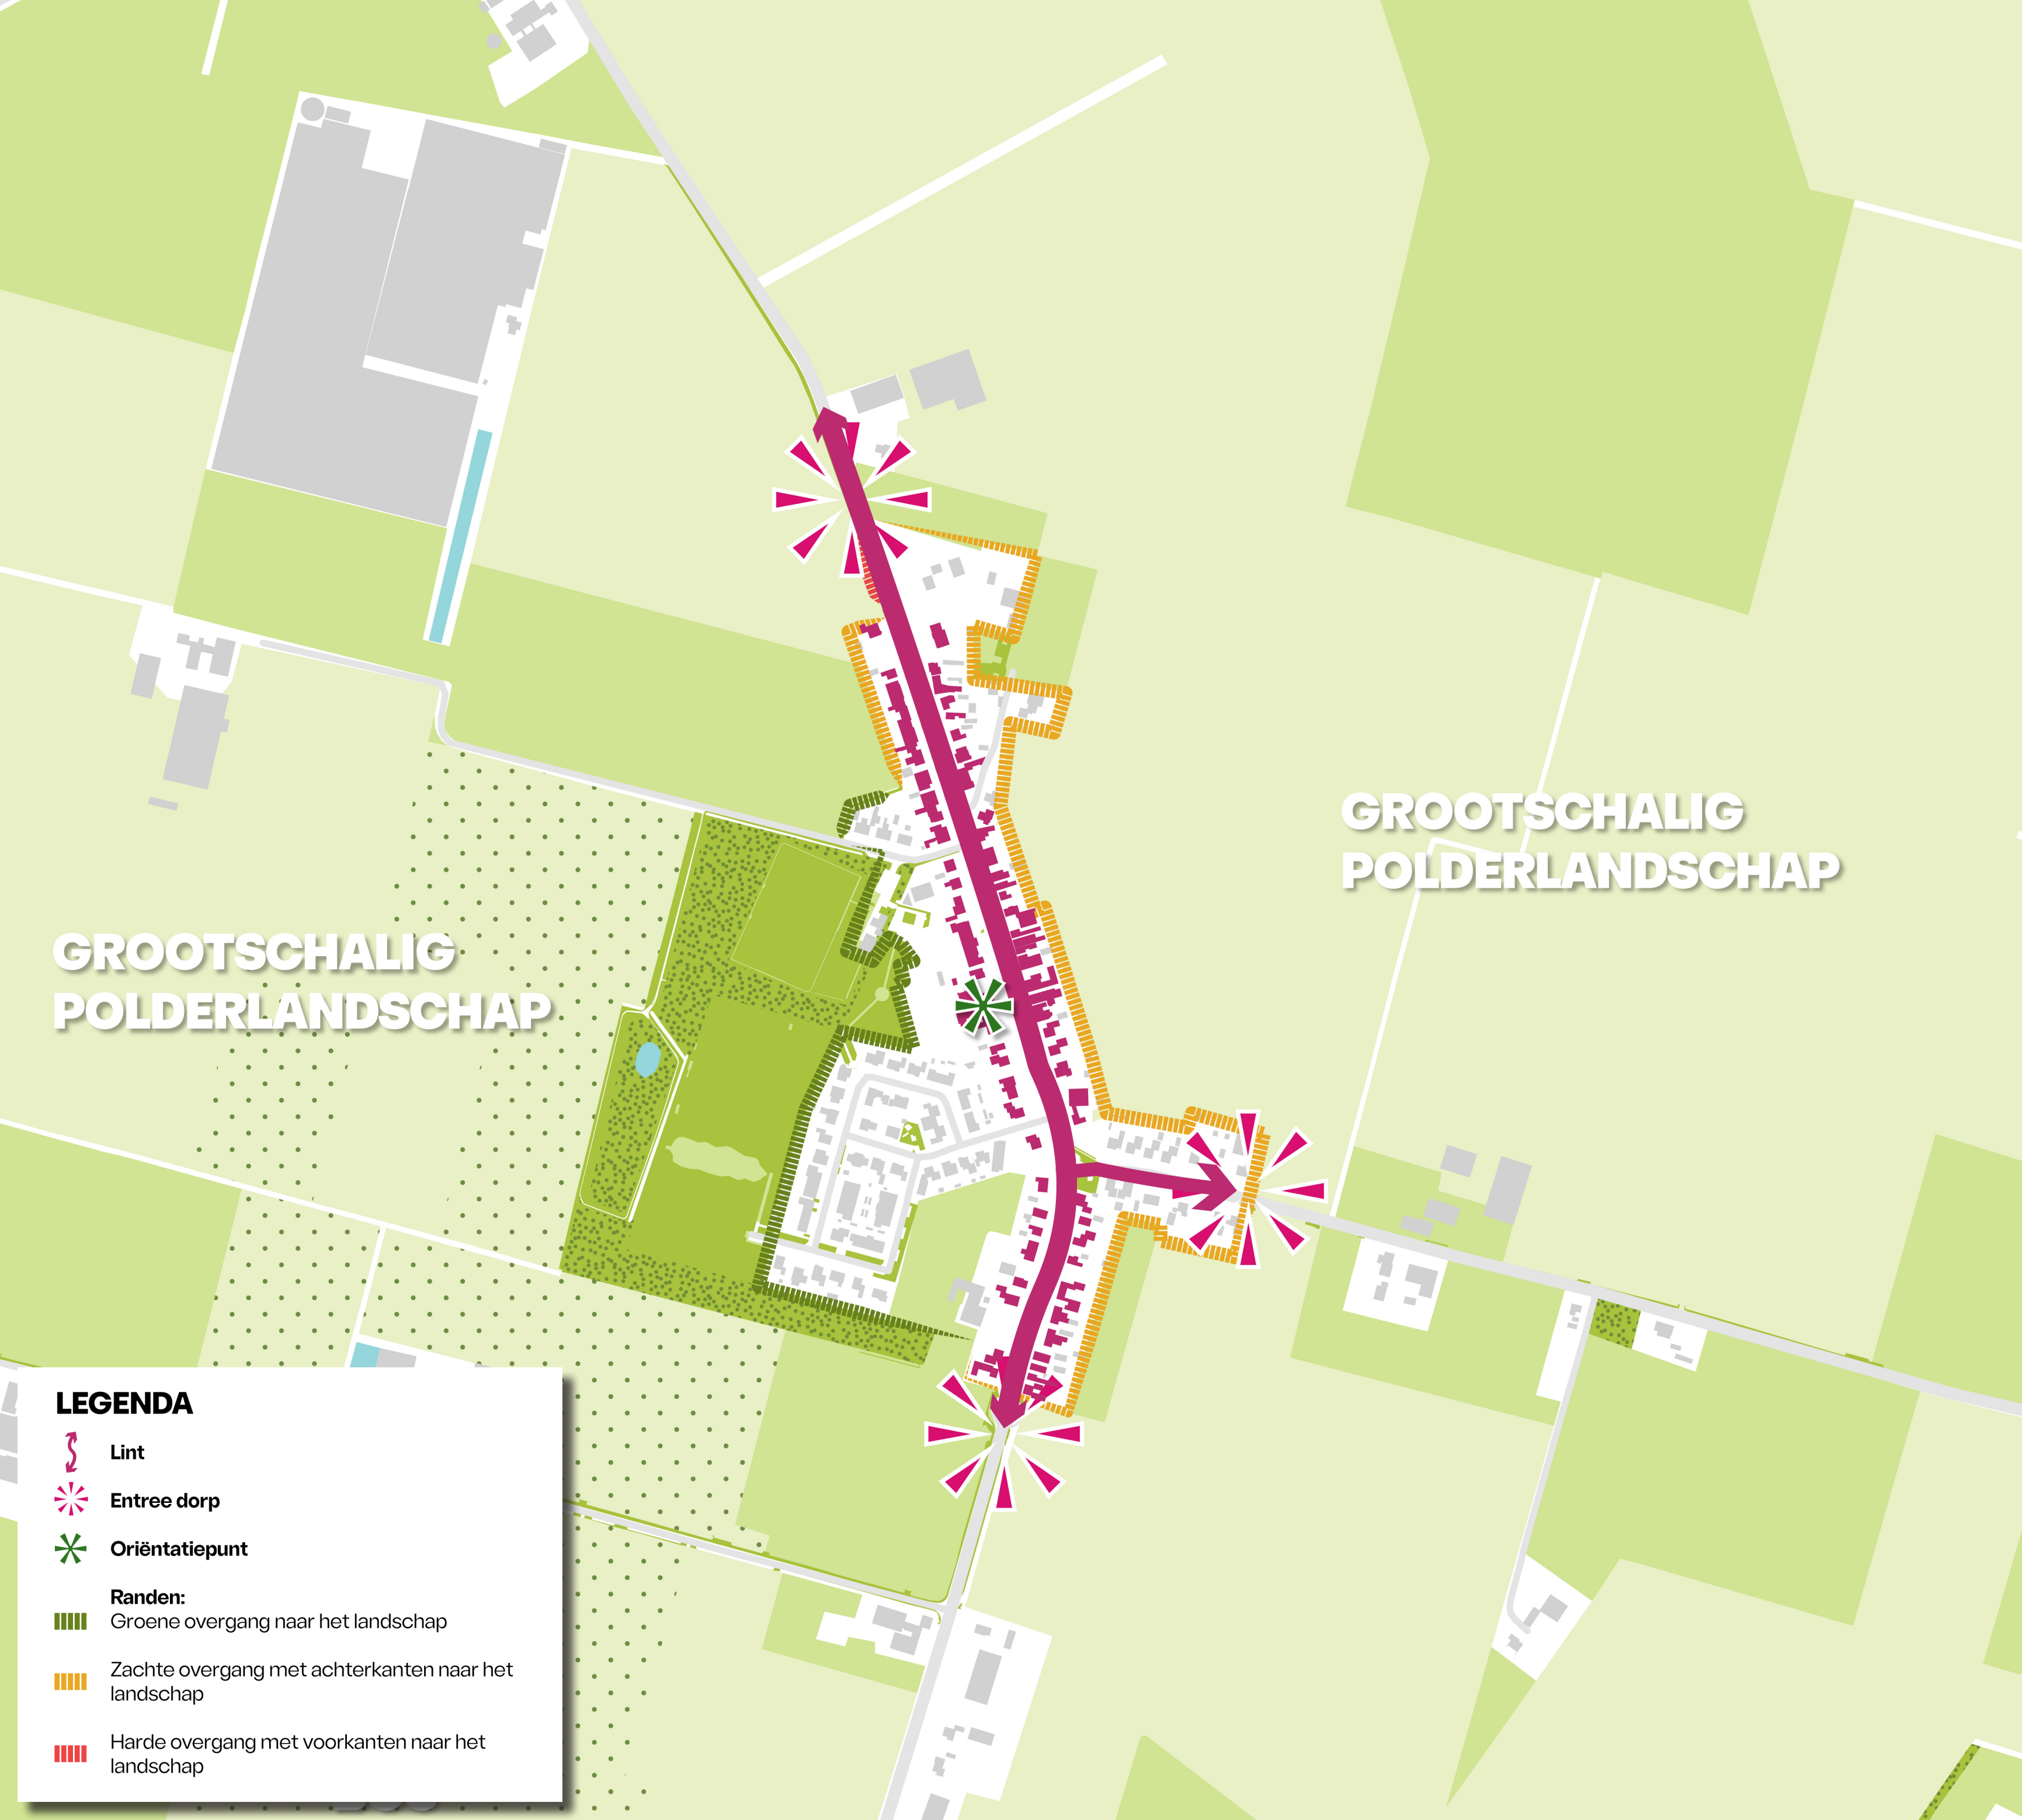 GROOTSCHALIG
POLDERLANDSCHAP
GROOTSCHALIG
POLDERLANDSCHAP
LEGENDA
Lint
Entree dorp
Oriëntatiepunt
Randen:
Groene overgang naar het landschap
Zachte overgang met achterkanten naar het
landschap
Harde overgang met voorkanten naar het
landschap